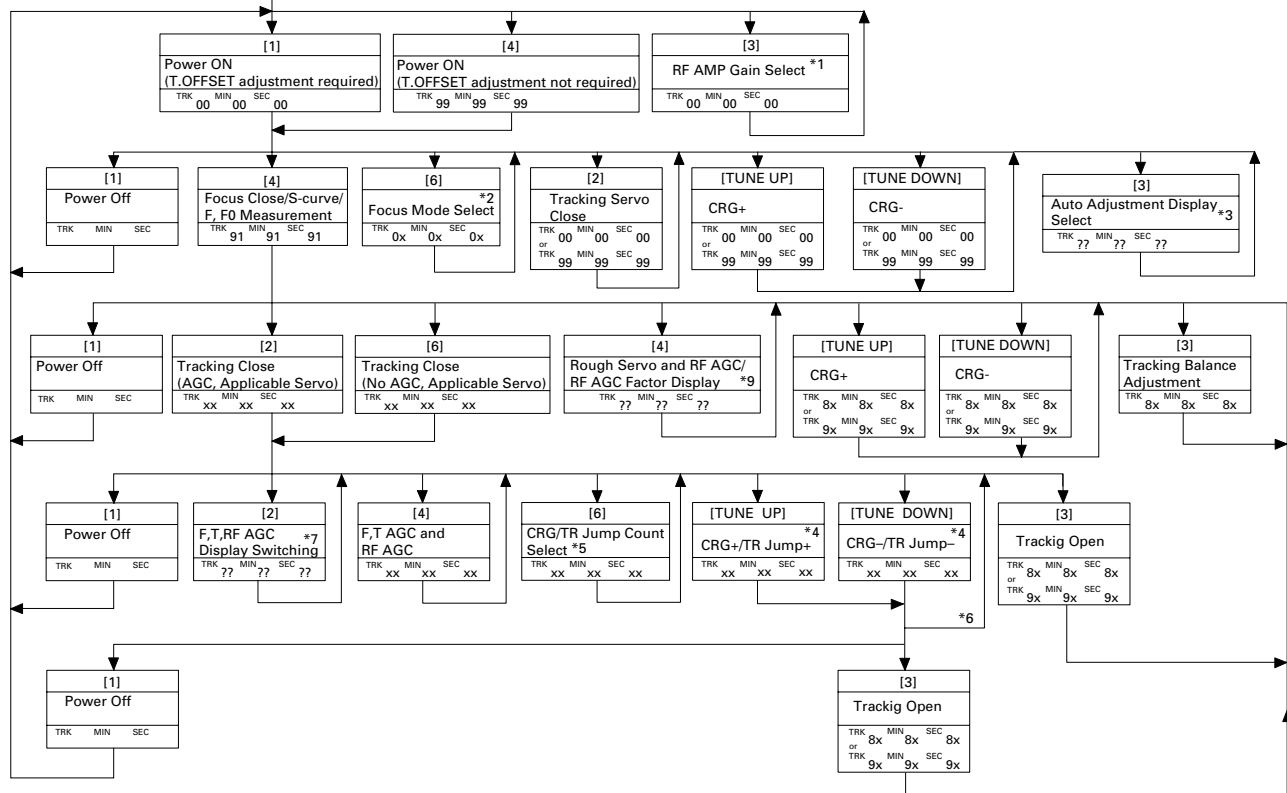 [1]
Power ON
(T.OFFSET adjustment required)
TRK 00 MIN 00 SEC 00
[4]
Power ON
(T.OFFSET adjustment not required)
TRK 99 MIN 99 SEC 99
[3]
RF AMP Gain Select *1
TRK 00 MIN 00 SEC 00
[1]
Power Off
TRK MIN SEC
[4]
Focus Close/S-curve/
F, F0 Measurement
TRK 91 MIN 91 SEC 91
[6]
*2
Focus Mode Select
TRK 0x MIN 0x SEC 0x
[2]
Tracking Servo
Close
TRK 00 MIN 00 SEC 00
or
TRK 99 MIN 99 SEC 99
[TUNE UP]
CRG+
TRK 00 MIN 00 SEC 00
or
TRK 99 MIN 99 SEC 99
[TUNE DOWN]
CRG-
TRK 00 MIN 00 SEC 00
or
TRK 99 MIN 99 SEC 99
[3]
Auto Adjustment Display
Select *3
TRK ?? MIN ?? SEC ??
[1]
Power Off
TRK MIN SEC
[2]
Tracking Close
(AGC, Applicable Servo)
TRK xx MIN xx SEC xx
[6]
Tracking Close
(No AGC, Applicable Servo)
TRK xx MIN xx SEC xx
[4]
Rough Servo and RF AGC/
RF AGC Factor Display *9
TRK ?? MIN ?? SEC ??
[TUNE UP]
CRG+
TRK 8x MIN 8x SEC 8x
or
TRK 9x MIN 9x SEC 9x
[TUNE DOWN]
CRG-
TRK 8x MIN 8x SEC 8x
or
TRK 9x MIN 9x SEC 9x
[3]
Tracking Balance
Adjustment
TRK 8x MIN 8x SEC 8x
[1]
Power Off
TRK MIN SEC
[2]
F,T,RF AGC *7
Display Switching
TRK ?? MIN ?? SEC ??
[4]
F,T AGC and
RF AGC
TRK xx MIN xx SEC xx
[6]
CRG/TR Jump Count
Select *5
TRK xx MIN xx SEC xx
[TUNE UP]
*4
CRG+/TR Jump+
TRK xx MIN xx SEC xx
[TUNE DOWN]
*4
CRG–/TR Jump–
TRK xx MIN xx SEC xx
[3]
Trackig Open
TRK 8x MIN 8x SEC 8x
or
TRK 9x MIN 9x SEC 9x
*6
[1]
Power Off
TRK MIN SEC
[3]
Trackig Open
TRK 8x MIN 8x SEC 8x
or
TRK 9x MIN 9x SEC 9x